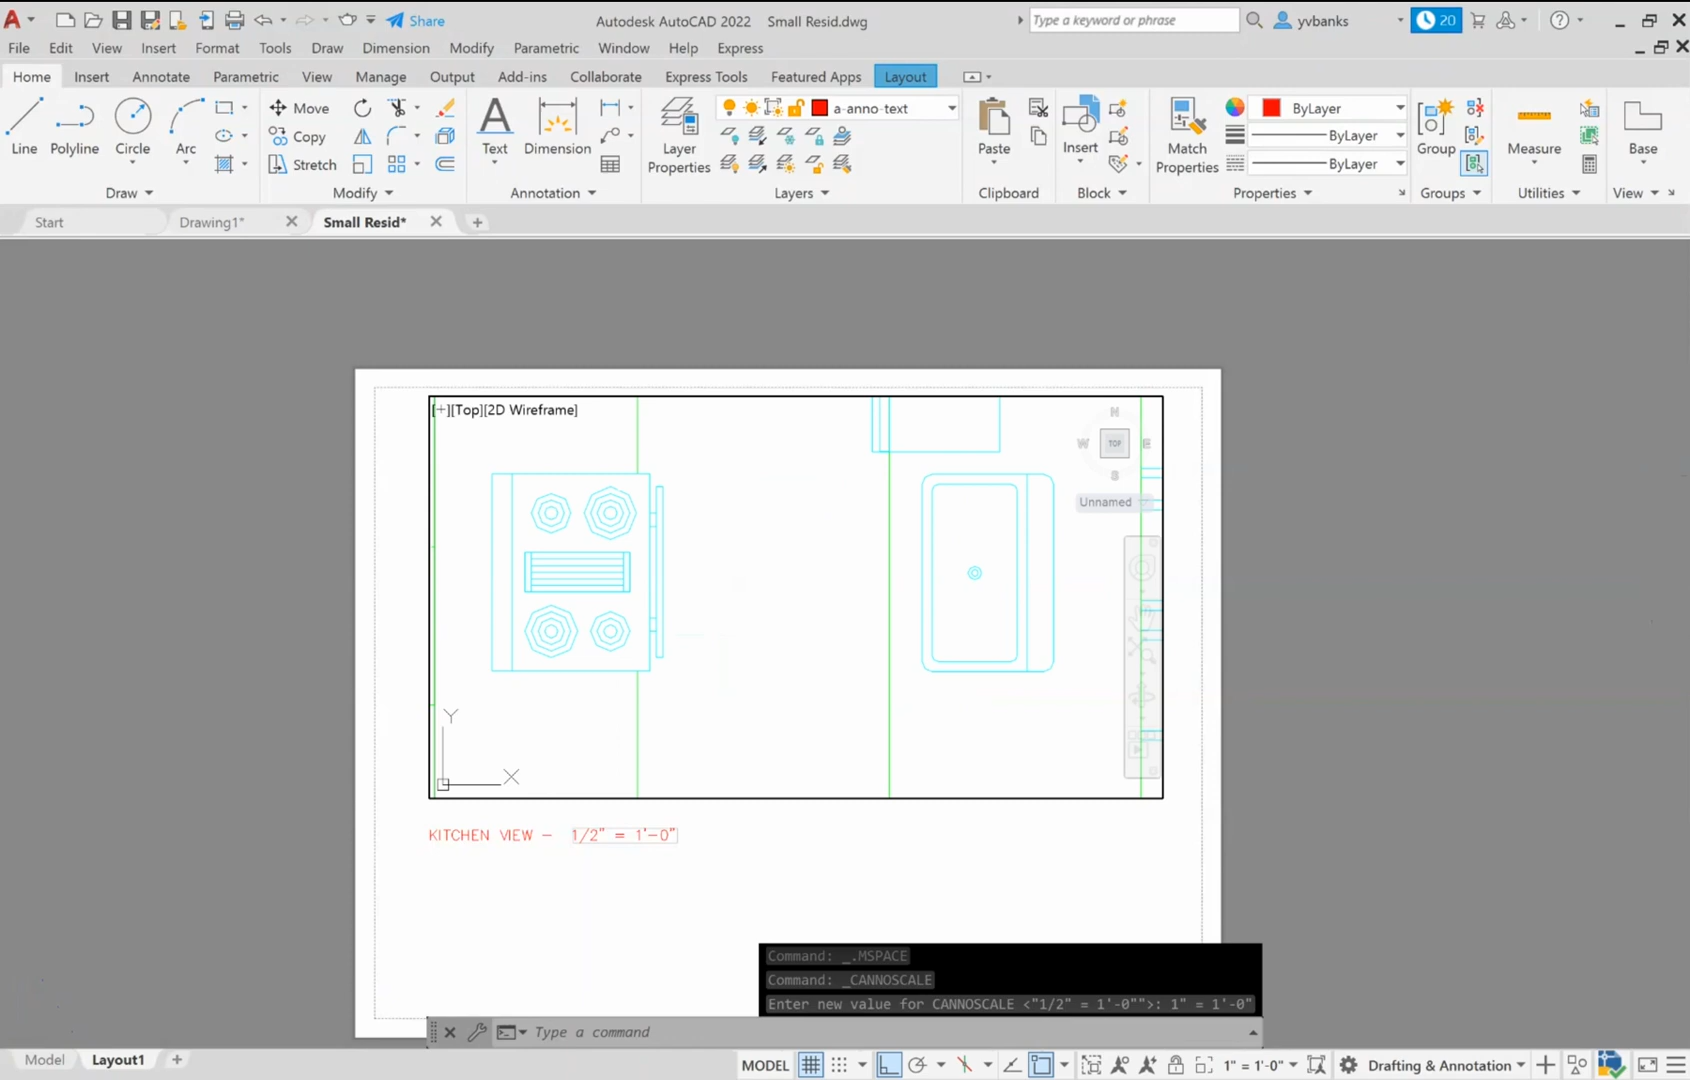 Share
Autodesk AutoCAD 2022 Small Resid.dwg
Type a keyword or phrase
yvbanks
20
File Edit View Insert Format Tools Draw Dimension Modify Parametric Window Help Express
Home Insert Annotate Parametric View Manage Output Add-ins Collaborate Express Tools Featured Apps Layout
Line
Polyline
Circle
Arc
Draw
Move
Copy
Stretch
Modify
Text
Dimension
Annotation
Layer
Properties
a-anno-text
Layers
Paste
Clipboard
Insert
Block
Match
Properties
ByLayer
ByLayer
ByLayer
Properties
Group
Groups
Measure
Utilities
Base
View
Start Drawing1* Small Resid*
[+][Top][2D Wireframe]
N
W TOP E
S
Unnamed
Y
X
KITCHEN VIEW - 1/2" = 1'-0"
Command: _.MSPACE
Command: _CANNOSCALE
Enter new value for CANNOSCALE <"1/2" = 1'-0"">: 1" = 1'-0"
Type a command
Model Layout1
MODEL 1" = 1'-0" Drafting & Annotation